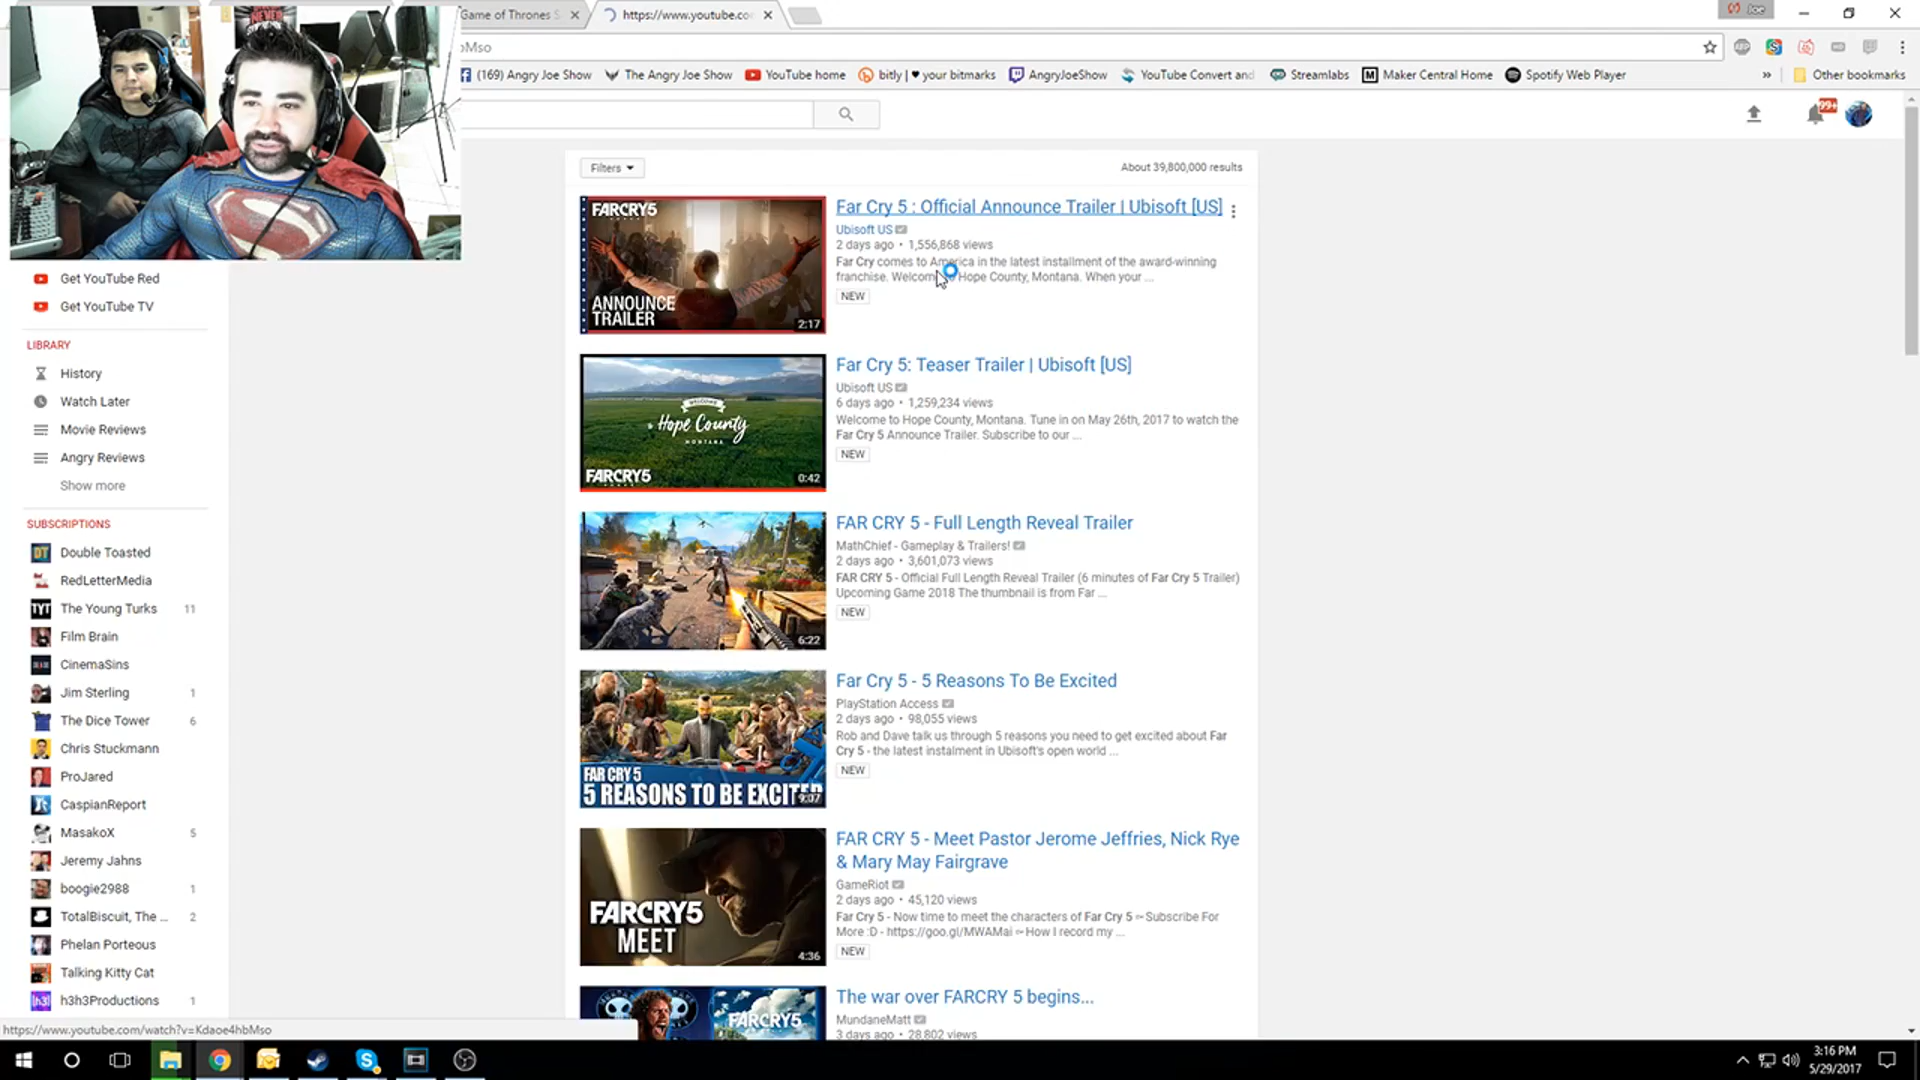 Game of Thrones S
https://www.youtube.co
Joe
bMso
(169) Angry Joe Show
The Angry Joe Show
YouTube home
bitly | ♥ your bitmarks
AngryJoeShow
YouTube Convert and
Streamlabs
Maker Central Home
Spotify Web Player
»
Other bookmarks
99+
Filters
About 39,800,000 results
FARCRY5
ANNOUNCE
TRAILER
2:17
Far Cry 5 : Official Announce Trailer | Ubisoft [US]
Ubisoft US
2 days ago • 1,556,868 views
Far Cry comes to America in the latest installment of the award-winning
franchise. Welcome to Hope County, Montana. When your ...
NEW
WELCOME
to Hope County
MONTANA
FARCRY5
0:42
Far Cry 5: Teaser Trailer | Ubisoft [US]
Ubisoft US
6 days ago • 1,259,234 views
Welcome to Hope County, Montana. Tune in on May 26th, 2017 to watch the
Far Cry 5 Announce Trailer. Subscribe to our ...
NEW
6:22
FAR CRY 5 - Full Length Reveal Trailer
MathChief - Gameplay & Trailers!
2 days ago • 3,601,073 views
FAR CRY 5 - Official Full Length Reveal Trailer (6 minutes of Far Cry 5 Trailer)
Upcoming Game 2018 The thumbnail is from Far ...
NEW
FAR CRY 5
5 REASONS TO BE EXCITED
9:07
Far Cry 5 - 5 Reasons To Be Excited
PlayStation Access
2 days ago • 98,055 views
Rob and Dave talk us through 5 reasons you need to get excited about Far
Cry 5 - the latest instalment in Ubisoft's open world ...
NEW
FARCRY5
MEET
4:36
FAR CRY 5 - Meet Pastor Jerome Jeffries, Nick Rye
& Mary May Fairgrave
GameRiot
2 days ago • 45,120 views
Far Cry 5 - Now time to meet the characters of Far Cry 5 ~ Subscribe For
More :D - https://goo.gl/MWAMai ~ How I record my ...
NEW
FARCRY5
The war over FARCRY 5 begins...
MundaneMatt
3 days ago • 28,802 views
Get YouTube Red
Get YouTube TV
LIBRARY
History
Watch Later
Movie Reviews
Angry Reviews
Show more
SUBSCRIPTIONS
Double Toasted
RedLetterMedia
The Young Turks 11
Film Brain
CinemaSins
Jim Sterling 1
The Dice Tower 6
Chris Stuckmann
ProJared
CaspianReport
MasakoX 5
Jeremy Jahns
boogie2988 1
TotalBiscuit, The ... 2
Phelan Porteous
Talking Kitty Cat
h3h3Productions 1
https://www.youtube.com/watch?v=Kdaoe4hbMso
3:16 PM
5/29/2017